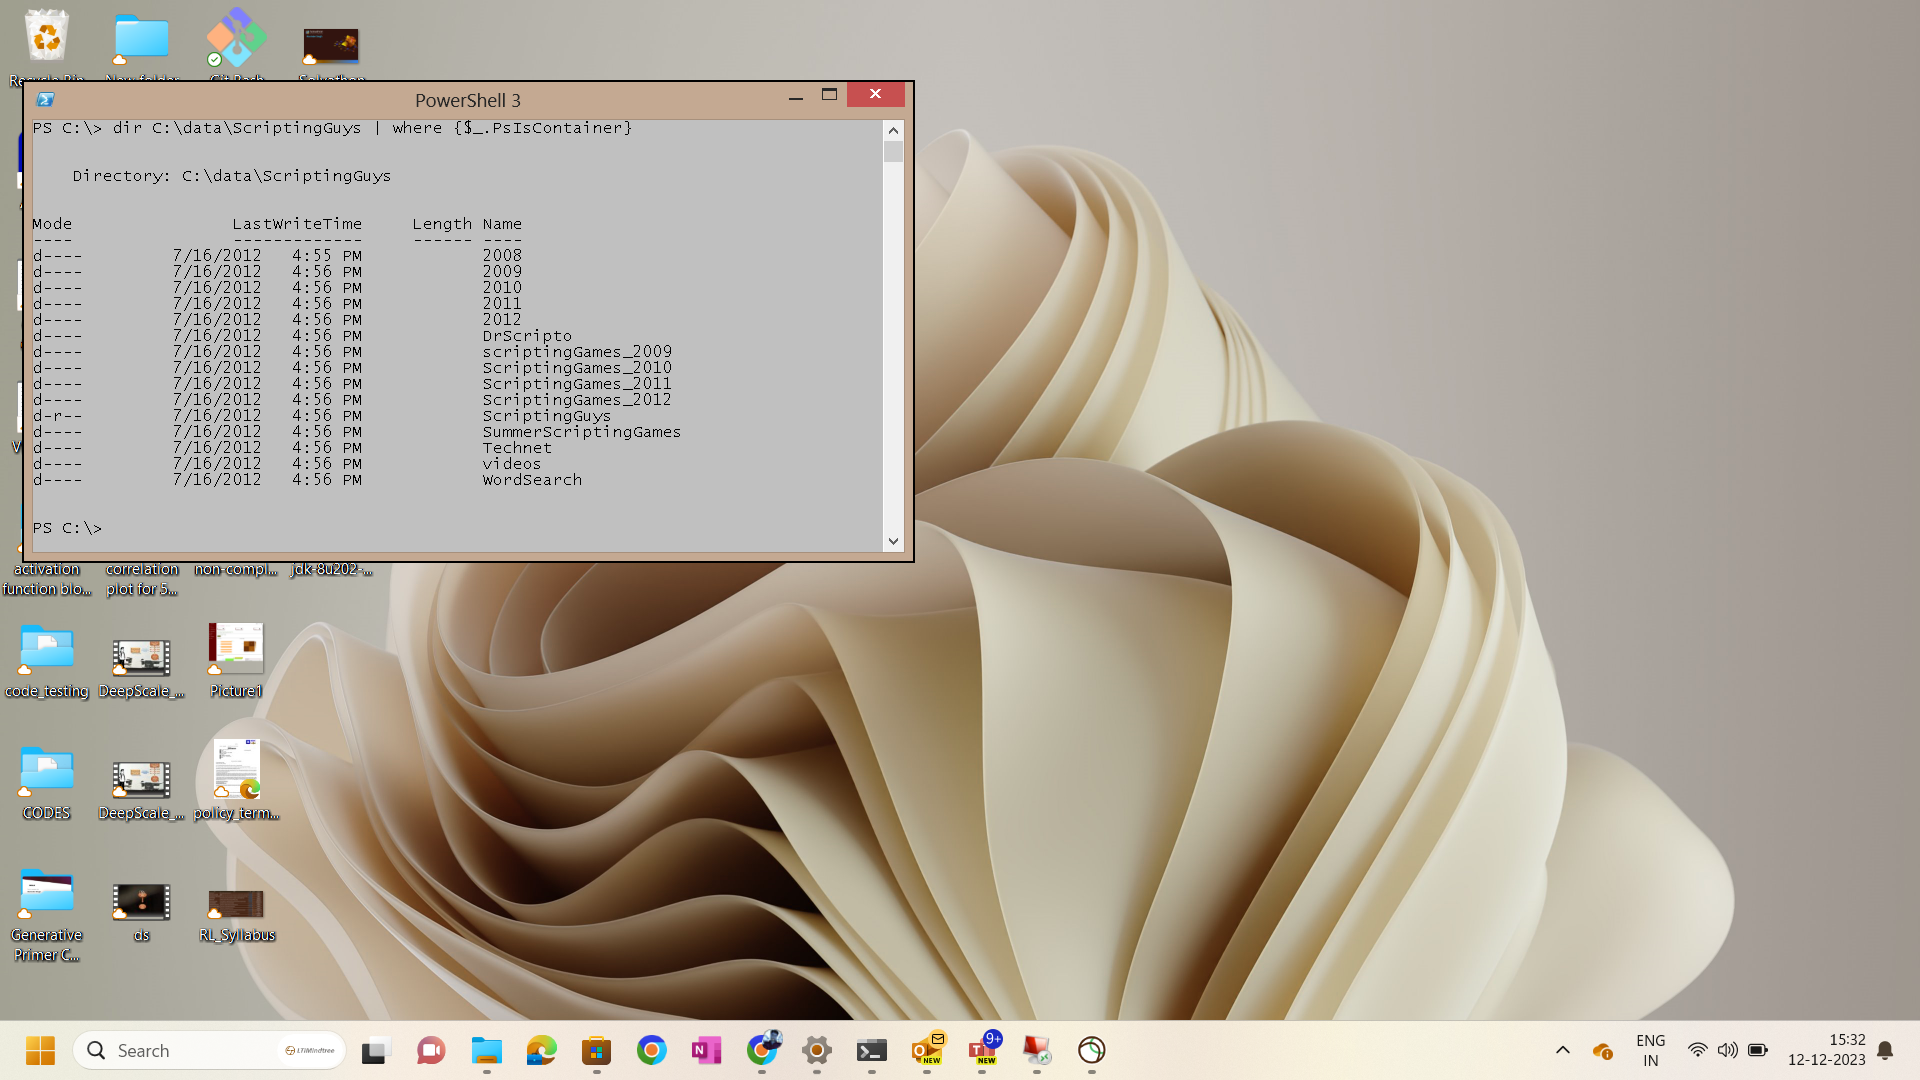 PowerShell 3
PS C:\> dir C:\data\ScriptingGuys | where {$_.PsIsContainer}
Directory: C:\data\ScriptingGuys
Mode LastWriteTime Length Name
---- ------------- ------ ----
d---- 7/16/2012 4:55 PM 2008
d---- 7/16/2012 4:56 PM 2009
d---- 7/16/2012 4:56 PM 2010
d---- 7/16/2012 4:56 PM 2011
d---- 7/16/2012 4:56 PM 2012
d---- 7/16/2012 4:56 PM DrScripto
d---- 7/16/2012 4:56 PM scriptingGames_2009
d---- 7/16/2012 4:56 PM ScriptingGames_2010
d---- 7/16/2012 4:56 PM ScriptingGames_2011
d---- 7/16/2012 4:56 PM ScriptingGames_2012
d-r-- 7/16/2012 4:56 PM ScriptingGuys
d---- 7/16/2012 4:56 PM SummerScriptingGames
d---- 7/16/2012 4:56 PM Technet
d---- 7/16/2012 4:56 PM videos
d---- 7/16/2012 4:56 PM WordSearch
PS C:\>
activation
function blo...
correlation
plot for 5...
non-compl...
jdk-8u202-...
code_testing
DeepScale_...
Picture1
CODES
DeepScale_...
policy_term...
Generative
Primer C...
ds
RL_Syllabus
Search
LTIMindtree
NEW
9+
NEW
ENG
IN
15:32
12-12-2023